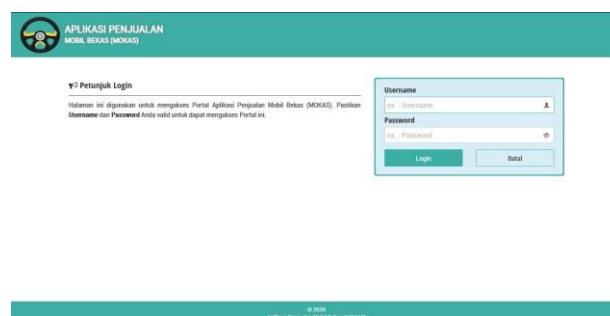 APLIKASI PENJUALAN
MOBIL BEKAS (MOKAS)
Petunjuk Login
Halaman ini digunakan untuk mengakses Portal Aplikasi Penjualan Mobil Bekas (MOKAS). Pastikan
Username dan Password Anda valid untuk dapat mengakses Portal ini.
Username
ex. : Username
Password
ex. : Password
Login
Batal
© 2020